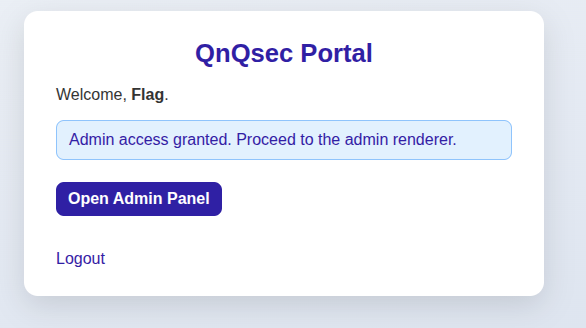 QnQsec Portal
Welcome, Flag.
Admin access granted. Proceed to the admin renderer.
Open Admin Panel
Logout